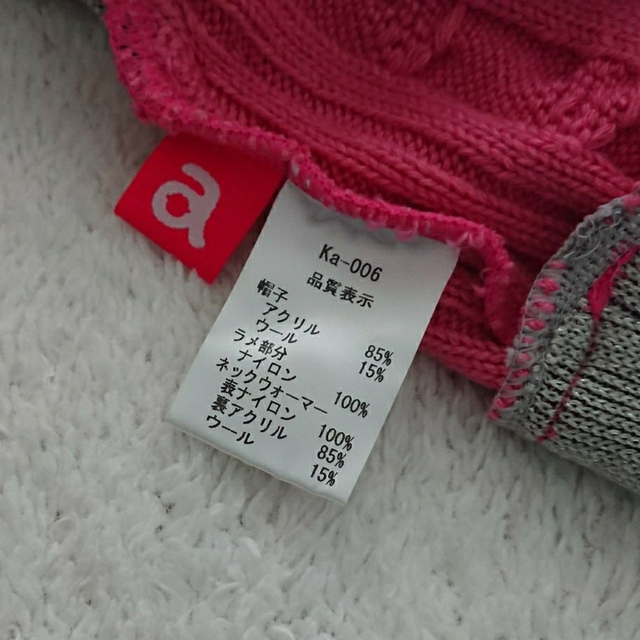 a
Ka-006
品質表示
帽子
アクリル 85%
ウール 15%
ラメ部分
ナイロン 100%
ネックウォーマー
表ナイロン 100%
裏アクリル 85%
ウール 15%